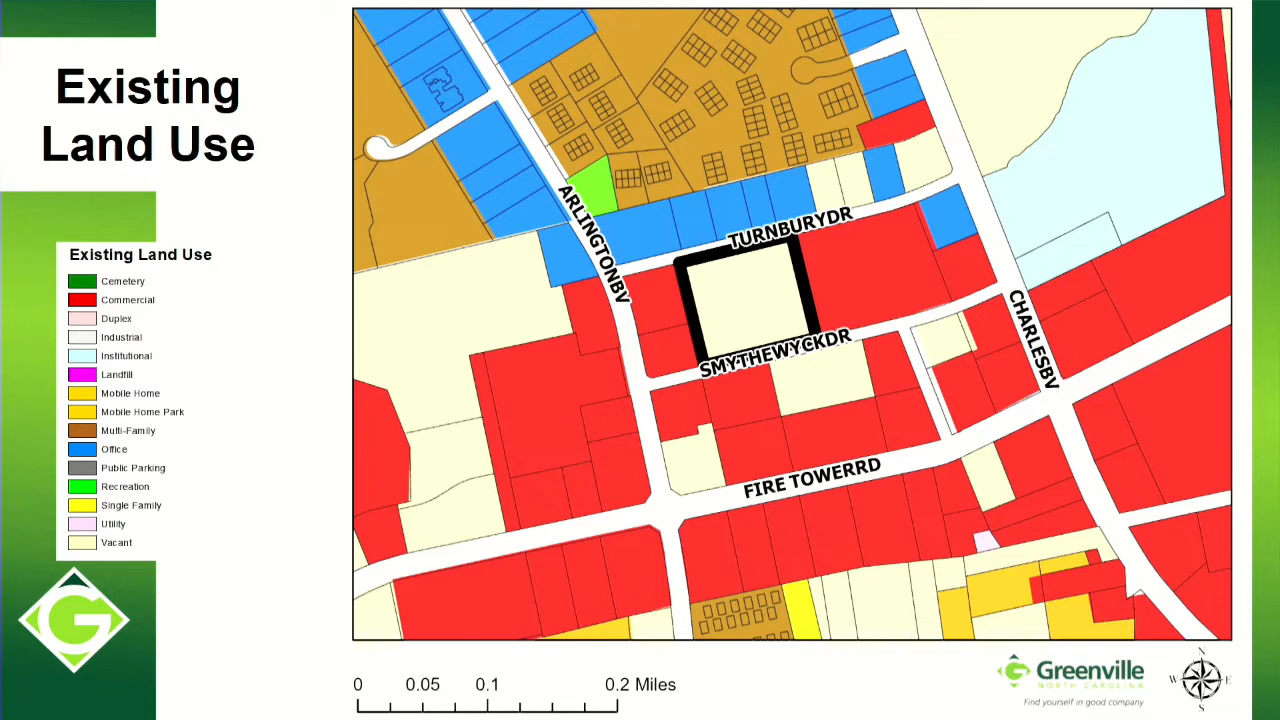 Existing
Land Use
Existing Land Use
Cemetery
Commercial
Duplex
Industrial
Institutional
Landfill
Mobile Home
Mobile Home Park
Multi-Family
Office
Public Parking
Recreation
Single Family
Utility
Vacant
ARLINGTONBV
TURNBURYDR
SMYTHEWYCKDR
CHARLESBV
FIRE TOWERRD
0 0.05 0.1 0.2 Miles
G
Greenville
NORTH CAROLINA
Find yourself in good company
N
W E
S